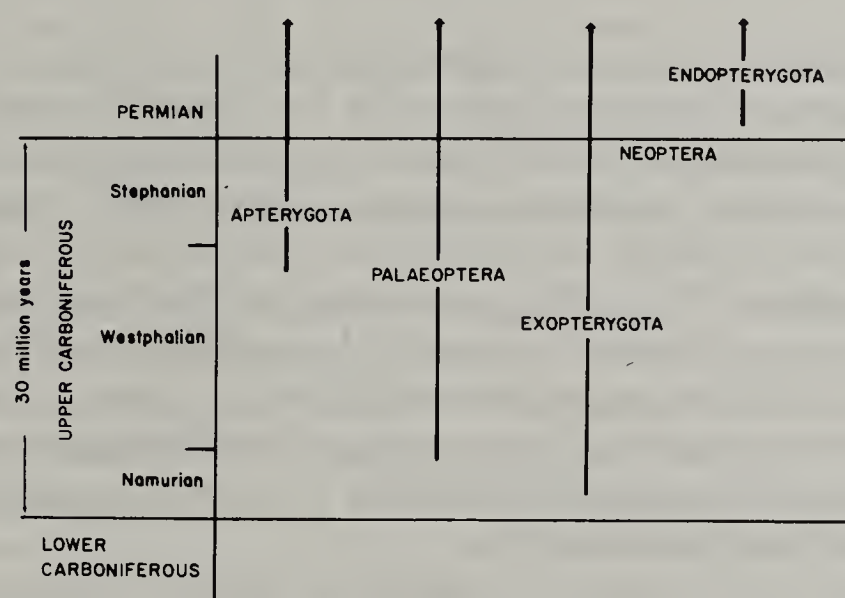 ENDOPTERYGOTA
PERMIAN
NEOPTERA
Stephanian
APTERYGOTA
PALAEOPTERA
EXOPTERYGOTA
Westphalian
Namurian
30 million years
UPPER CARBONIFEROUS
LOWER
CARBONIFEROUS